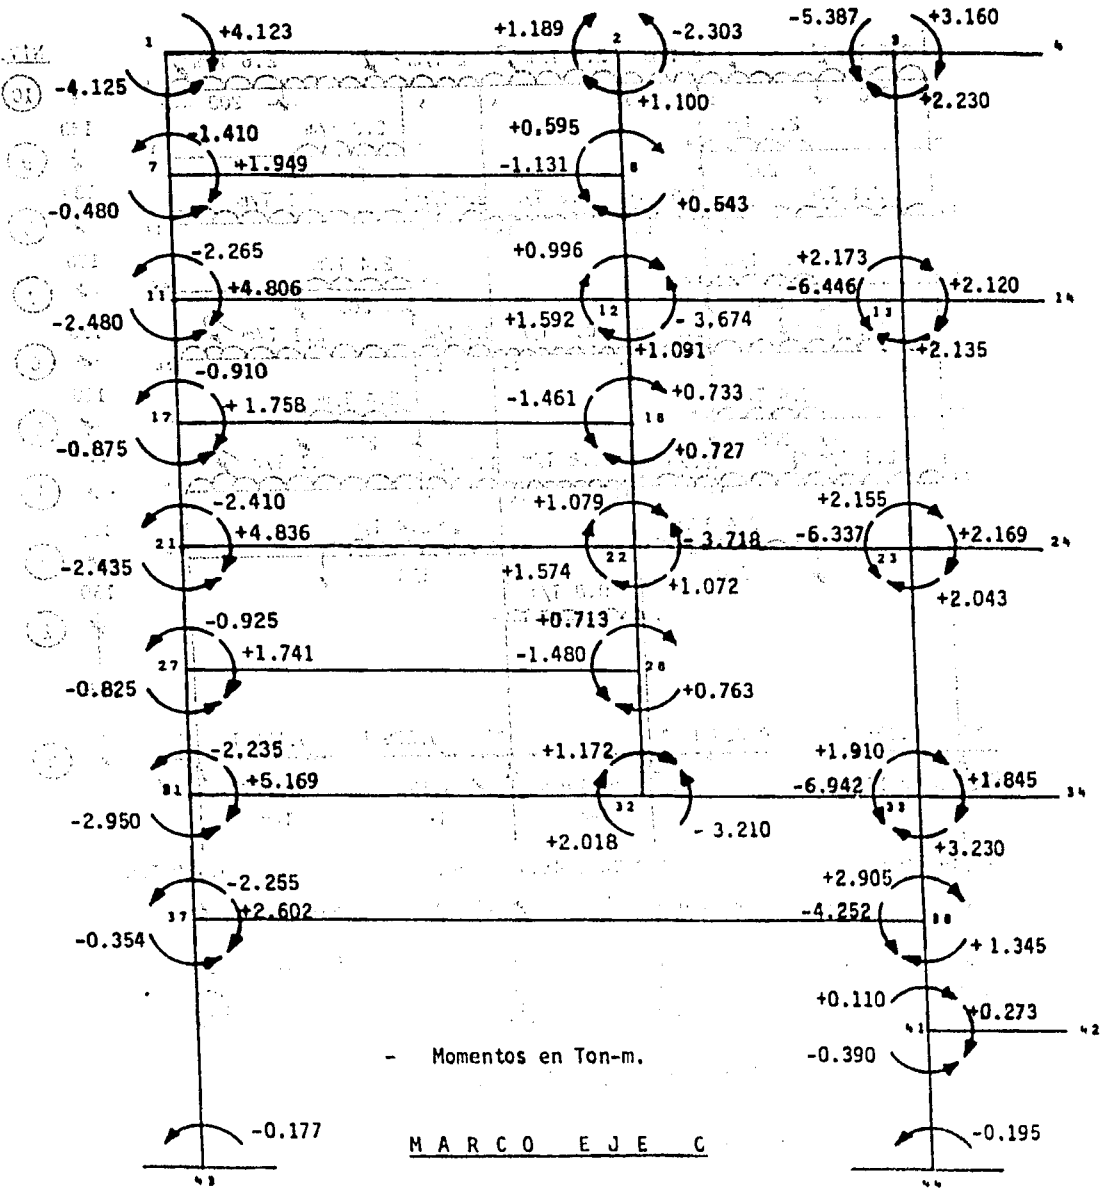 +4.123 +1.189 -2.303 -5.387 +3.160
1 2 3 4
-4.125 +1.100 +2.230
-1.410 +0.595
7 +1.949 -1.131 8
-0.480 +0.543
-2.265 +0.996 +2.173
11 +4.806 12 -6.446 13 +2.120 14
-2.480 +1.592 - 3.674 +2.135
+1.091
-0.910 +0.733
17 + 1.758 -1.461 18
-0.875 +0.727
-2.410 +1.079 +2.155
21 +4.836 22 - 3.718 -6.337 23 +2.169 24
-2.435 +1.574 +1.072 +2.043
-0.925 +0.713
27 +1.741 -1.480 28
-0.825 +0.763
-2.235 +1.172 +1.910
31 +5.169 32 -6.942 33 +1.845 34
-2.950 +2.018 - 3.210 +3.230
-2.255 +2.905
37 +2.602 -4.252 38
-0.354 + 1.345
+0.110 +0.273
41 42
-0.390
- Momentos en Ton-m.
-0.177 -0.195
MARCO EJE C
43 44